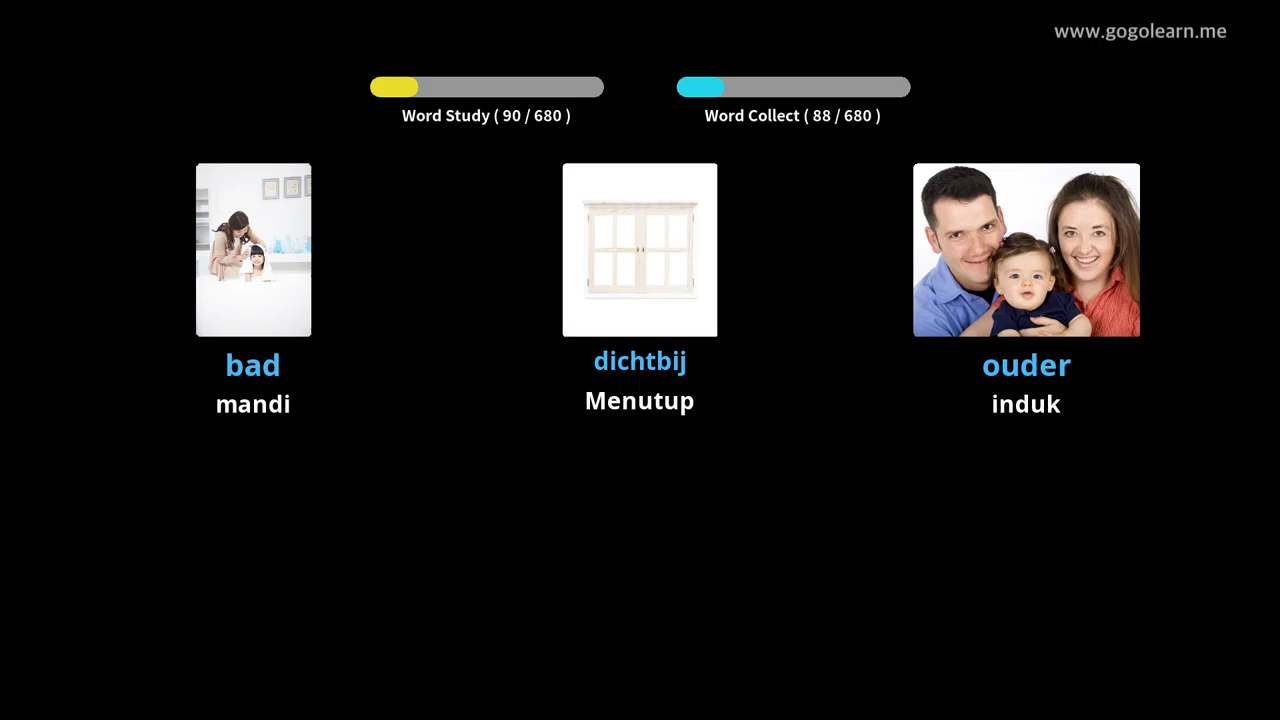 www.gogolearn.me
Word Study ( 90 / 680 )
Word Collect ( 88 / 680 )
bad
mandi
dichtbij
Menutup
ouder
induk